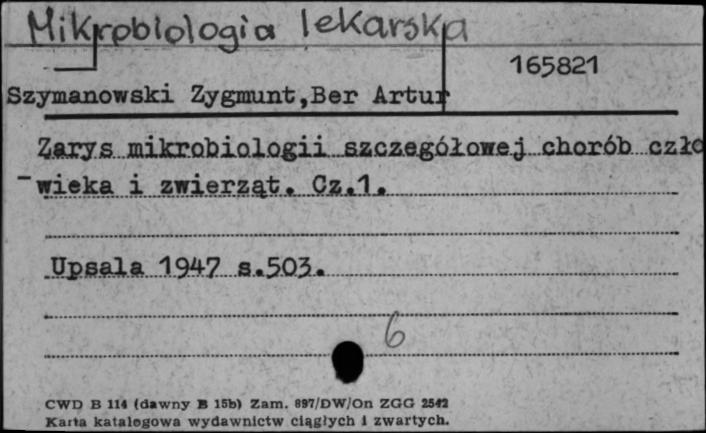 Mikrobiologia lekarska
165821
Szymanowski Zygmunt,Ber Artur
Zarys mikrobiologii szczegółowej chorób czło
-wieka i zwierząt. Cz.1.
Upsala 1947 s.503.
6
CWD B 114 (dawny B 15b) Zam. 897/DW/On ZGG 2542
Karta katalogowa wydawnictw ciągłych i zwartych.